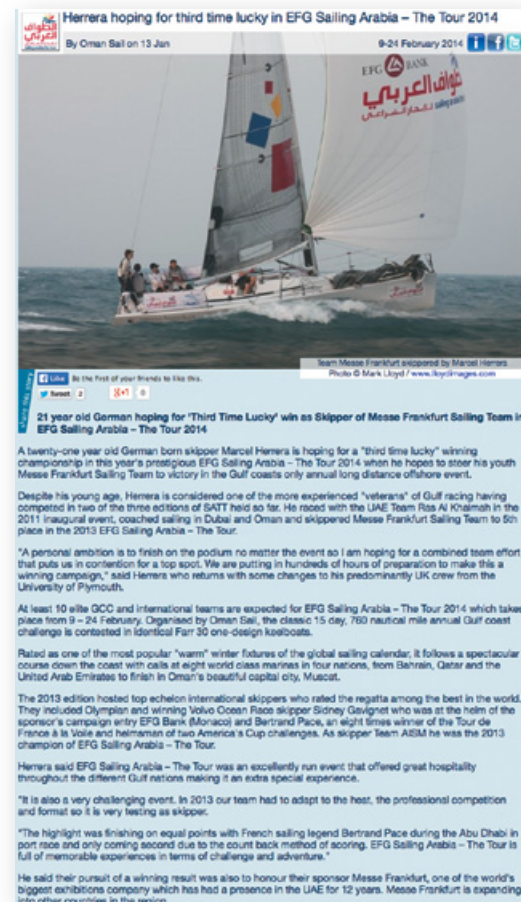 Herrera hoping for third time lucky in EFG Sailing Arabia – The Tour 2014
By Oman Sail on 13 Jan
9-24 February 2014
الطواف
العربي
EFG BANK
الطواف العربي
للإبحار الشراعي
Team Messe Frankfurt skippered by Marcel Herrera
Photo © Mark Lloyd / www.lloydimages.com
share this story
Like Be the first of your friends to like this.
Tweet 2 g+1 0
21 year old German hoping for 'Third Time Lucky' win as Skipper of Messe Frankfurt Sailing Team in
EFG Sailing Arabia – The Tour 2014
A twenty-one year old German born skipper Marcel Herrera is hoping for a "third time lucky" winning
championship in this year's prestigious EFG Sailing Arabia – The Tour 2014 when he hopes to steer his youth
Messe Frankfurt Sailing Team to victory in the Gulf coasts only annual long distance offshore event.
Despite his young age, Herrera is considered one of the more experienced "veterans" of Gulf racing having
competed in two of the three editions of SATT held so far. He raced with the UAE Team Ras Al Khaimah in the
2011 inaugural event, coached sailing in Dubai and Oman and skippered Messe Frankfurt Sailing Team to 5th
place in the 2013 EFG Sailing Arabia – The Tour.
"A personal ambition is to finish on the podium no matter the event so I am hoping for a combined team effort
that puts us in contention for a top spot. We are putting in hundreds of hours of preparation to make this a
winning campaign," said Herrera who returns with some changes to his predominantly UK crew from the
University of Plymouth.
At least 10 elite GCC and international teams are expected for EFG Sailing Arabia – The Tour 2014 which takes
place from 9 – 24 February. Organised by Oman Sail, the classic 15 day, 760 nautical mile annual Gulf coast
challenge is contested in identical Farr 30 one-design keelboats.
Rated as one of the most popular "warm" winter fixtures of the global sailing calendar, it follows a spectacular
course down the coast with calls at eight world class marinas in four nations, from Bahrain, Qatar and the
United Arab Emirates to finish in Oman's beautiful capital city, Muscat.
The 2013 edition hosted top echelon international skippers who rated the regatta among the best in the world.
They included Olympian and winning Volvo Ocean Race skipper Sidney Gavignet who was at the helm of the
sponsor's campaign entry EFG Bank (Monaco) and Bertrand Pace, an eight times winner of the Tour de
France à la Voile and helmsman of two America's Cup challenges. As skipper Team AISM he was the 2013
champion of EFG Sailing Arabia – The Tour.
Herrera said EFG Sailing Arabia – The Tour was an excellently run event that offered great hospitality
throughout the different Gulf nations making it an extra special experience.
"It is also a very challenging event. In 2013 our team had to adapt to the heat, the professional competition
and format so it is very testing as skipper.
"The highlight was finishing on equal points with French sailing legend Bertrand Pace during the Abu Dhabi in
port race and only coming second due to the count back method of scoring. EFG Sailing Arabia – The Tour is
full of memorable experiences in terms of challenge and adventure."
He said their pursuit of a winning result was also to honour their sponsor Messe Frankfurt, one of the world's
biggest exhibitions company which has had a presence in the UAE for 12 years. Messe Frankfurt is expanding
into other countries in the region.